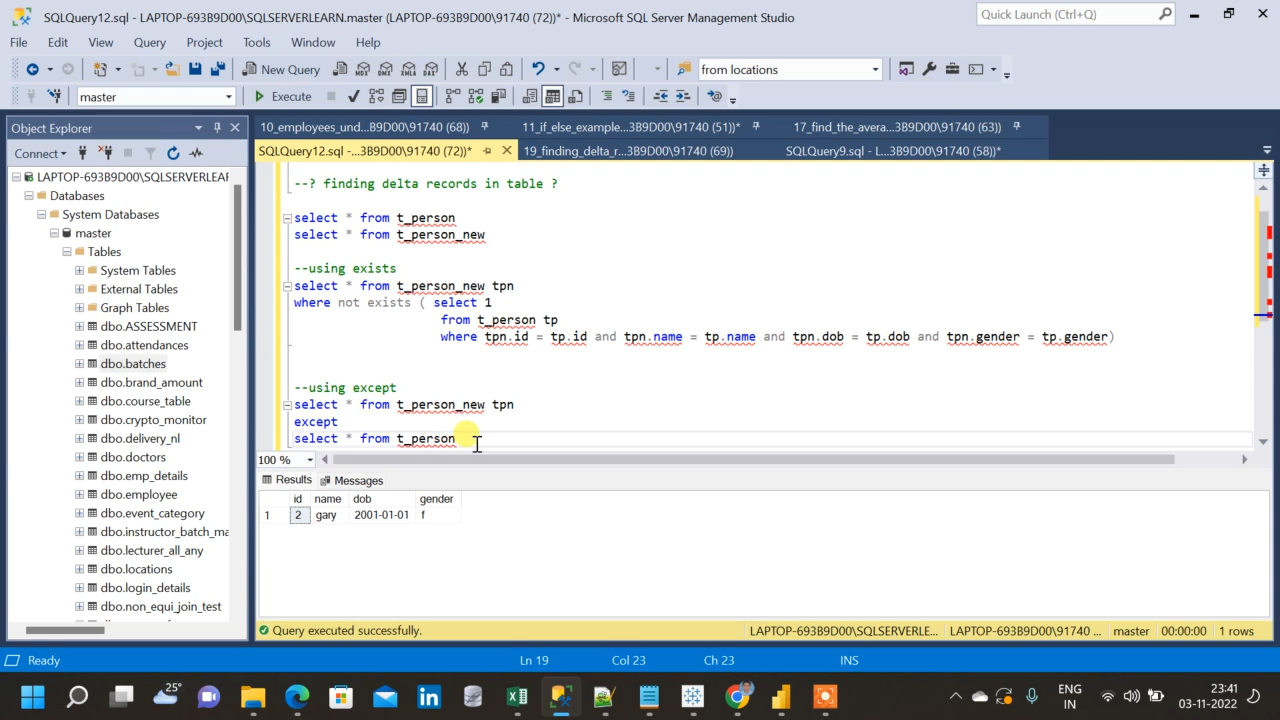 SQLQuery12.sql - LAPTOP-693B9D00\SQLSERVERLEARN.master (LAPTOP-693B9D00\91740 (72))* - Microsoft SQL Server Management Studio
Quick Launch (Ctrl+Q)
File Edit View Query Project Tools Window Help
New Query
MDX DMX XMLA DAX
from locations
master
Execute
Object Explorer
10_employees_und...B9D00\91740 (68))
11_if_else_example...3B9D00\91740 (51))*
17_find_the_avera...3B9D00\91740 (63))
SQLQuery12.sql -...3B9D00\91740 (72))*
19_finding_delta_r...3B9D00\91740 (69))
SQLQuery9.sql - L...3B9D00\91740 (58))*
Connect
LAPTOP-693B9D00\SQLSERVERLEAR
Databases
System Databases
master
Tables
System Tables
External Tables
Graph Tables
dbo.ASSESSMENT
dbo.attendances
dbo.batches
dbo.brand_amount
dbo.course_table
dbo.crypto_monitor
dbo.delivery_nl
dbo.doctors
dbo.emp_details
dbo.employee
dbo.event_category
dbo.instructor_batch_ma
dbo.lecturer_all_any
dbo.locations
dbo.login_details
dbo.non_equi_join_test
--? finding delta records in table ?
select * from t_person
select * from t_person_new
--using exists
select * from t_person_new tpn
where not exists ( select 1
from t_person tp
where tpn.id = tp.id and tpn.name = tp.name and tpn.dob = tp.dob and tpn.gender = tp.gender)
--using except
select * from t_person_new tpn
except
select * from t_person
100 %
Results Messages
id name dob gender
1 2 gary 2001-01-01 f
Query executed successfully.
LAPTOP-693B9D00\SQLSERVERLE... LAPTOP-693B9D00\91740 ... master 00:00:00 1 rows
Ready Ln 19 Col 23 Ch 23 INS
25°
ENG
IN
23:41
03-11-2022